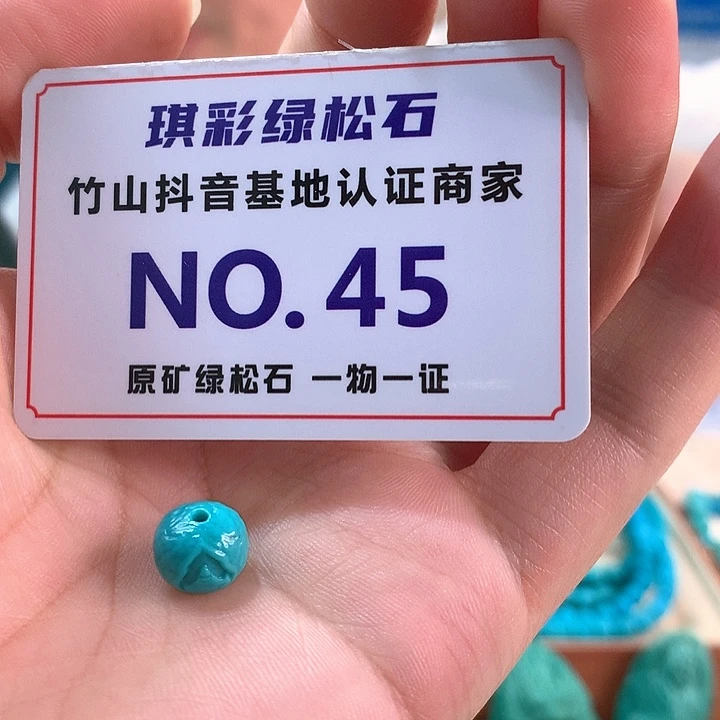 琪彩绿松石
竹山抖音基地认证商家
NO. 45
原矿绿松石 一物一证